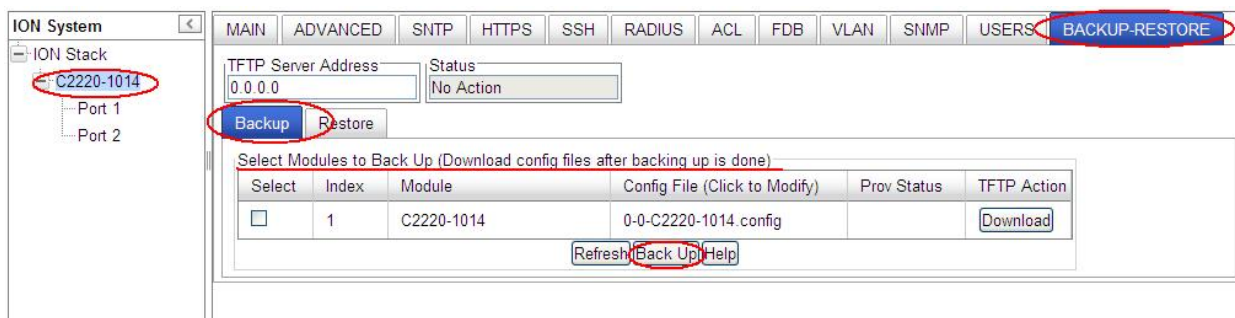 ION System <
ION Stack
C2220-1014
Port 1
Port 2
MAIN ADVANCED SNTP HTTPS SSH RADIUS ACL FDB VLAN SNMP USERS BACKUP-RESTORE
TFTP Server Address Status
0.0.0.0 No Action
Backup Restore
Select Modules to Back Up (Download config files after backing up is done)
Select Index Module Config File (Click to Modify) Prov Status TFTP Action
1 C2220-1014 0-0-C2220-1014.config Download
Refresh Back Up Help